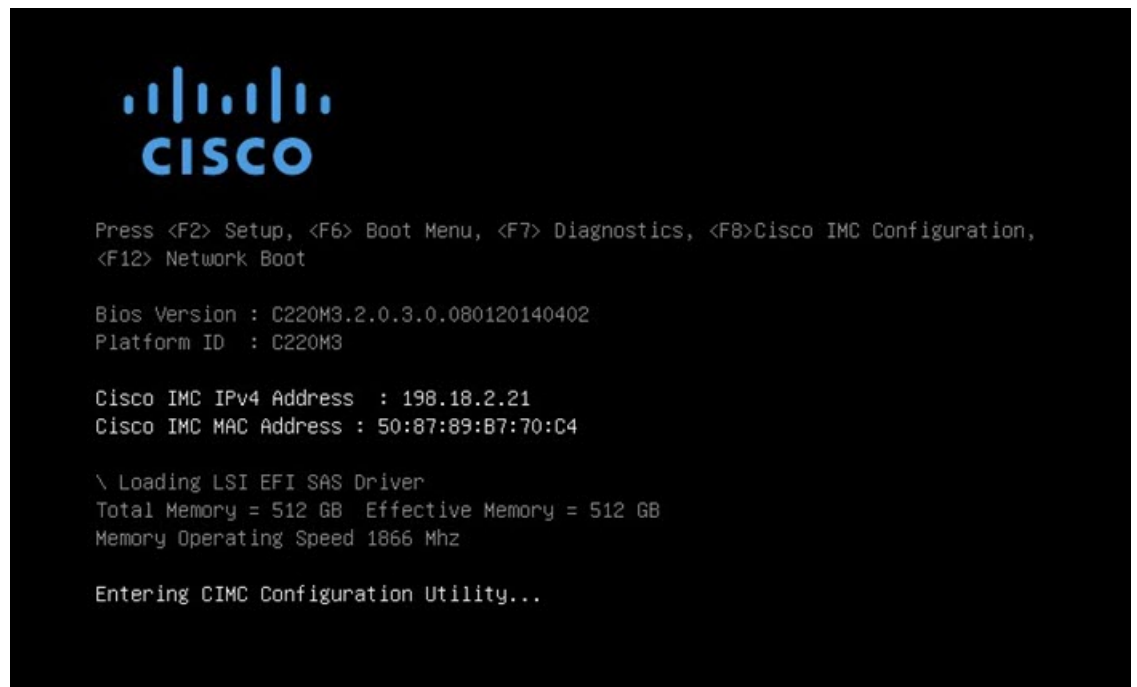 CISCO
Press <F2> Setup, <F6> Boot Menu, <F7> Diagnostics, <F8>Cisco IMC Configuration,
<F12> Network Boot
Bios Version : C220M3.2.0.3.0.080120140402
Platform ID  : C220M3
Cisco IMC IPv4 Address  : 198.18.2.21
Cisco IMC MAC Address : 50:87:89:B7:70:C4
\ Loading LSI EFI SAS Driver
Total Memory = 512 GB  Effective Memory = 512 GB
Memory Operating Speed 1866 Mhz
Entering CIMC Configuration Utility...